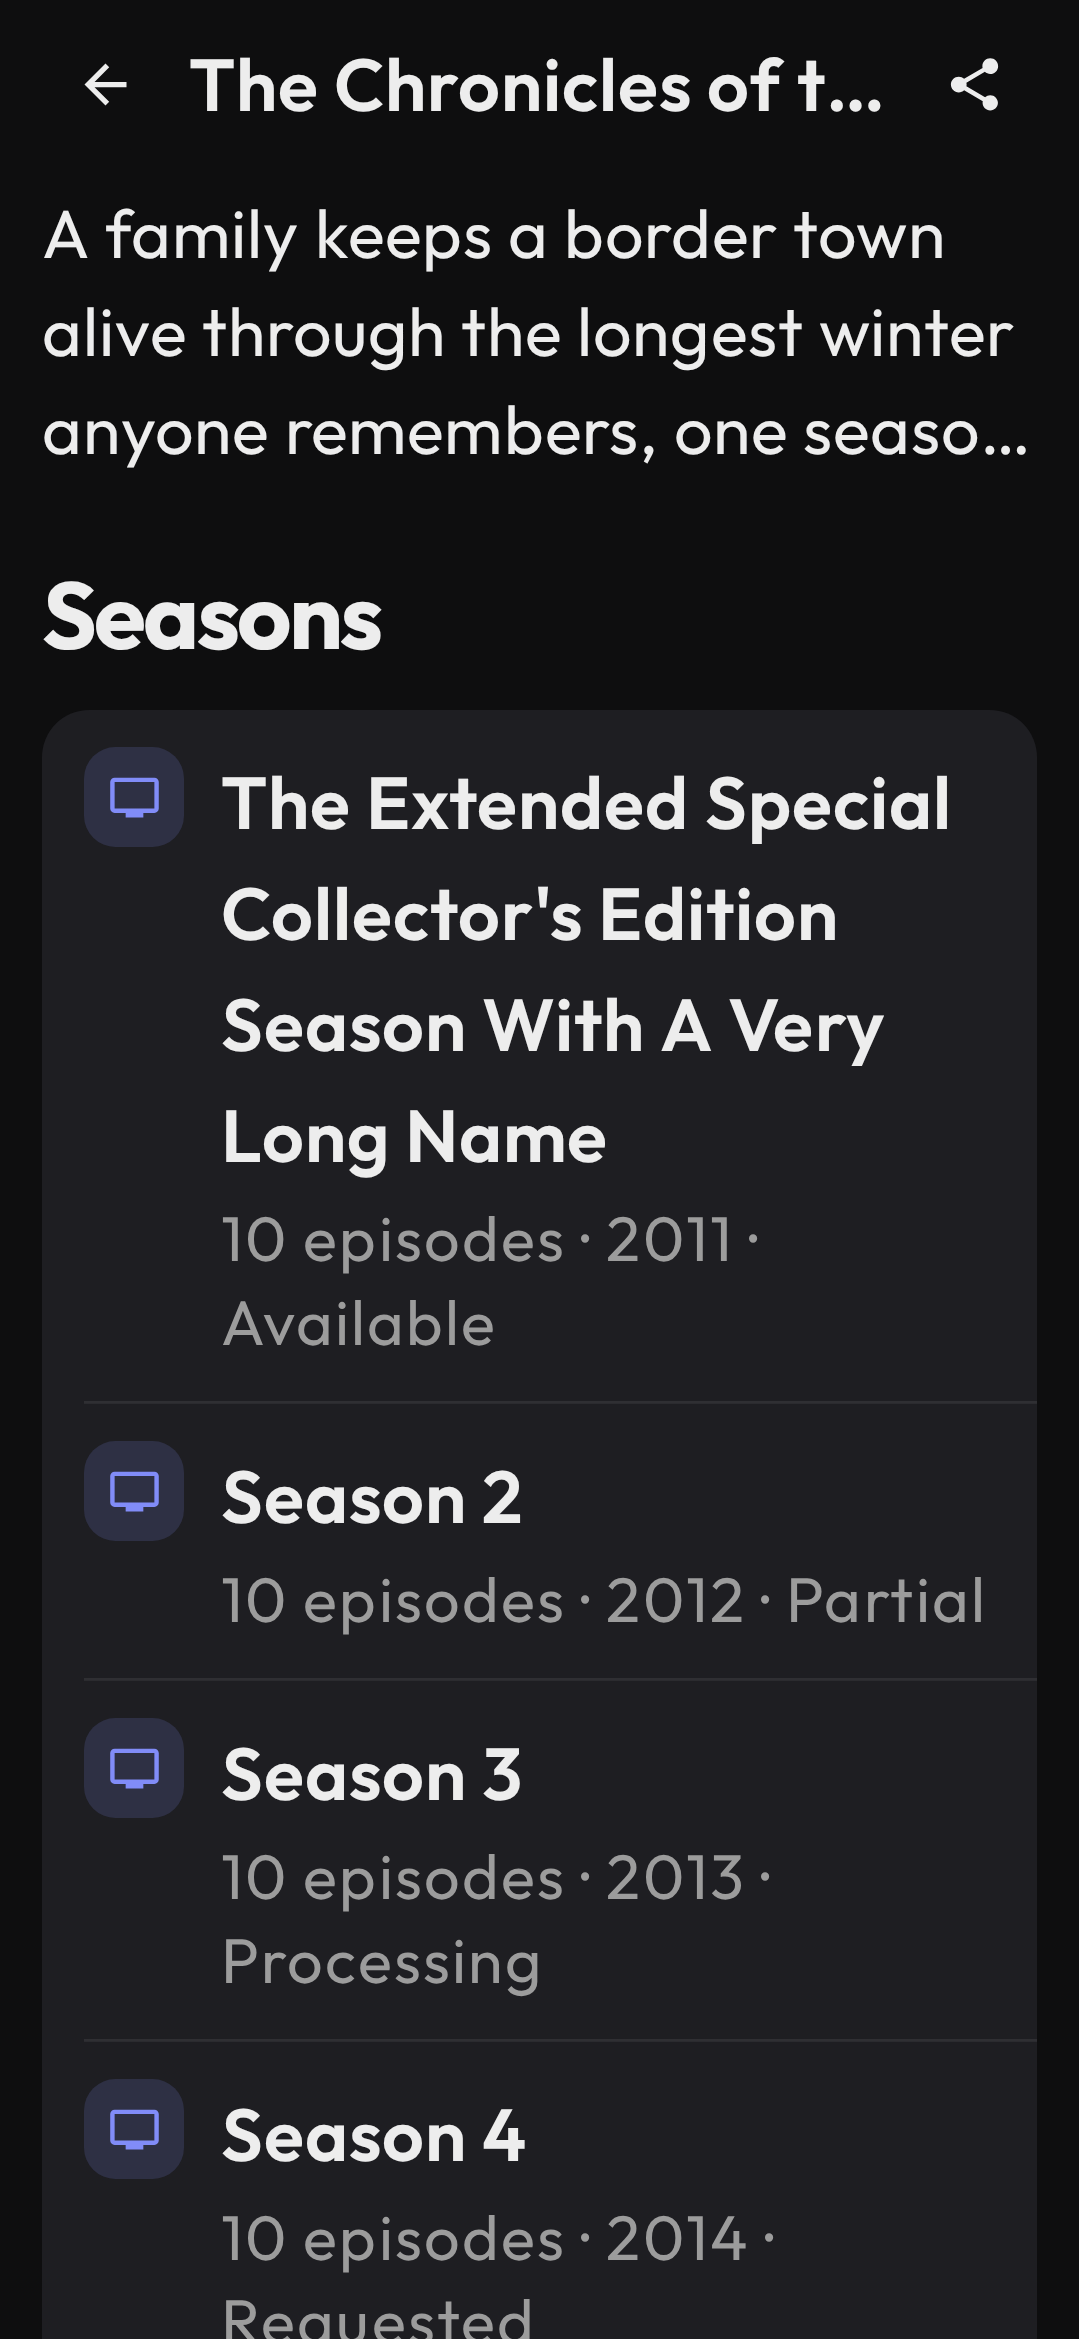 The Chronicles of t...
A family keeps a border town
alive through the longest winter
anyone remembers, one seaso...
Seasons
The Extended Special
Collector's Edition
Season With A Very
Long Name
10 episodes · 2011 ·
Available
Season 2
10 episodes · 2012 · Partial
Season 3
10 episodes · 2013 ·
Processing
Season 4
10 episodes · 2014 ·
Requested